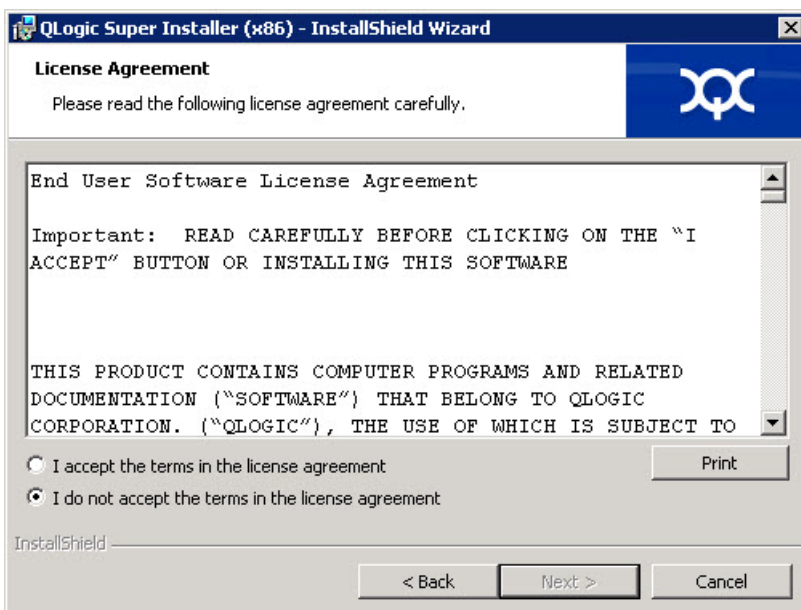 QLogic Super Installer (x86) - InstallShield Wizard
License Agreement
Please read the following license agreement carefully.
End User Software License Agreement
Important:  READ CAREFULLY BEFORE CLICKING ON THE “I
ACCEPT” BUTTON OR INSTALLING THIS SOFTWARE
THIS PRODUCT CONTAINS COMPUTER PROGRAMS AND RELATED
DOCUMENTATION (“SOFTWARE”) THAT BELONG TO QLOGIC
CORPORATION. (“QLOGIC”), THE USE OF WHICH IS SUBJECT TO
I accept the terms in the license agreement
Print
I do not accept the terms in the license agreement
InstallShield
< Back
Next >
Cancel